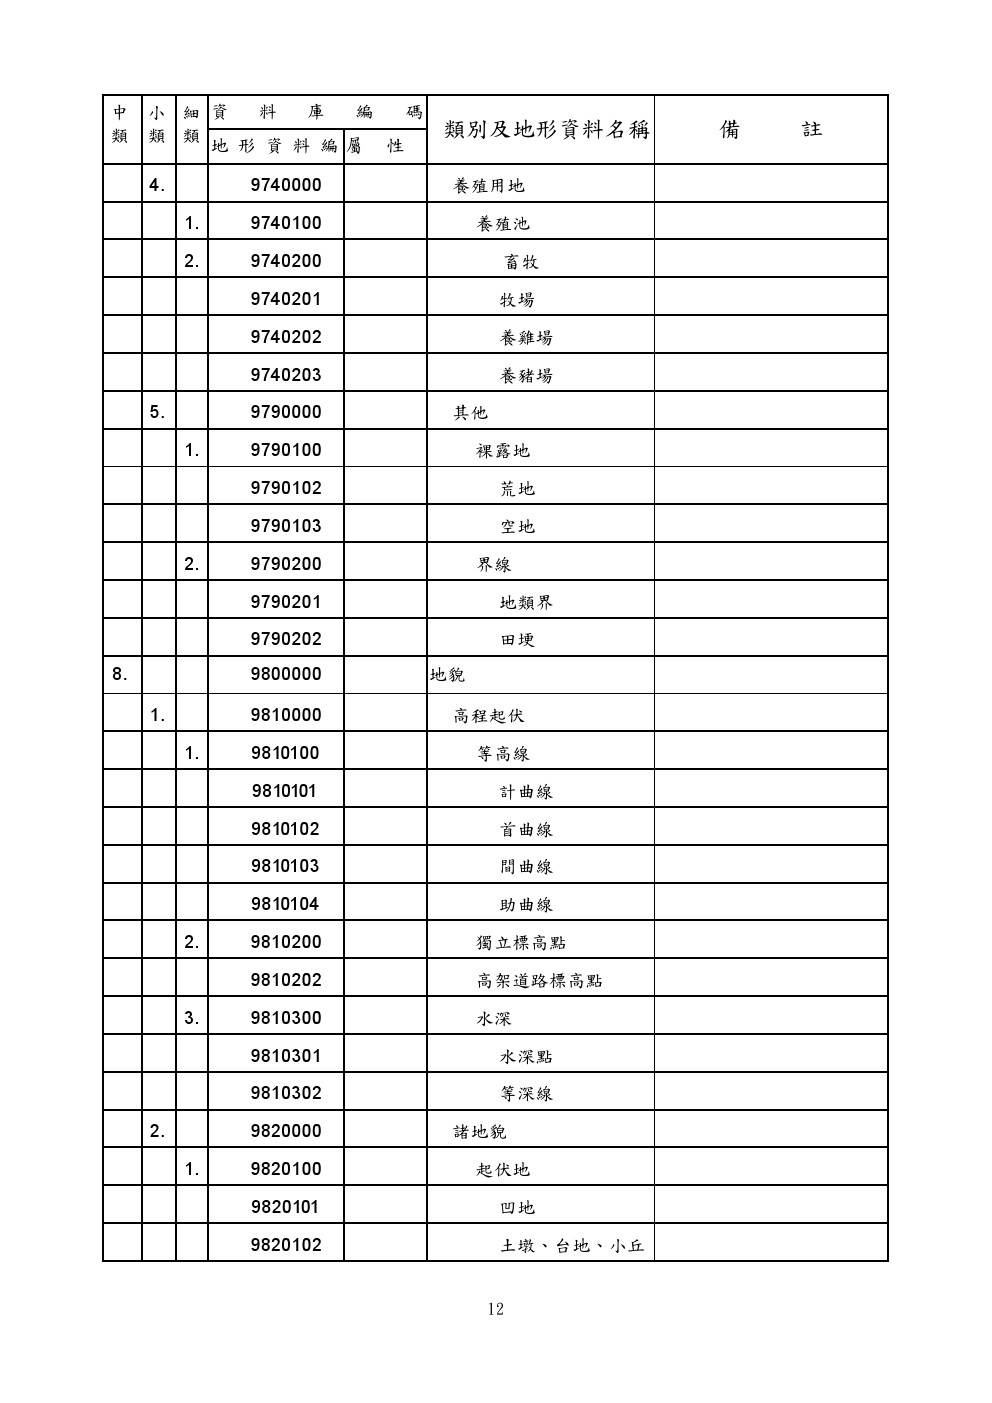 中類 小類 細類 資料庫編碼 類別及地形資料名稱 備註
地形資料編 屬性
4. 9740000 養殖用地
1. 9740100 養殖池
2. 9740200 畜牧
9740201 牧場
9740202 養雞場
9740203 養豬場
5. 9790000 其他
1. 9790100 裸露地
9790102 荒地
9790103 空地
2. 9790200 界線
9790201 地類界
9790202 田埂
8. 9800000 地貌
1. 9810000 高程起伏
1. 9810100 等高線
9810101 計曲線
9810102 首曲線
9810103 間曲線
9810104 助曲線
2. 9810200 獨立標高點
9810202 高架道路標高點
3. 9810300 水深
9810301 水深點
9810302 等深線
2. 9820000 諸地貌
1. 9820100 起伏地
9820101 凹地
9820102 土墩、台地、小丘
12